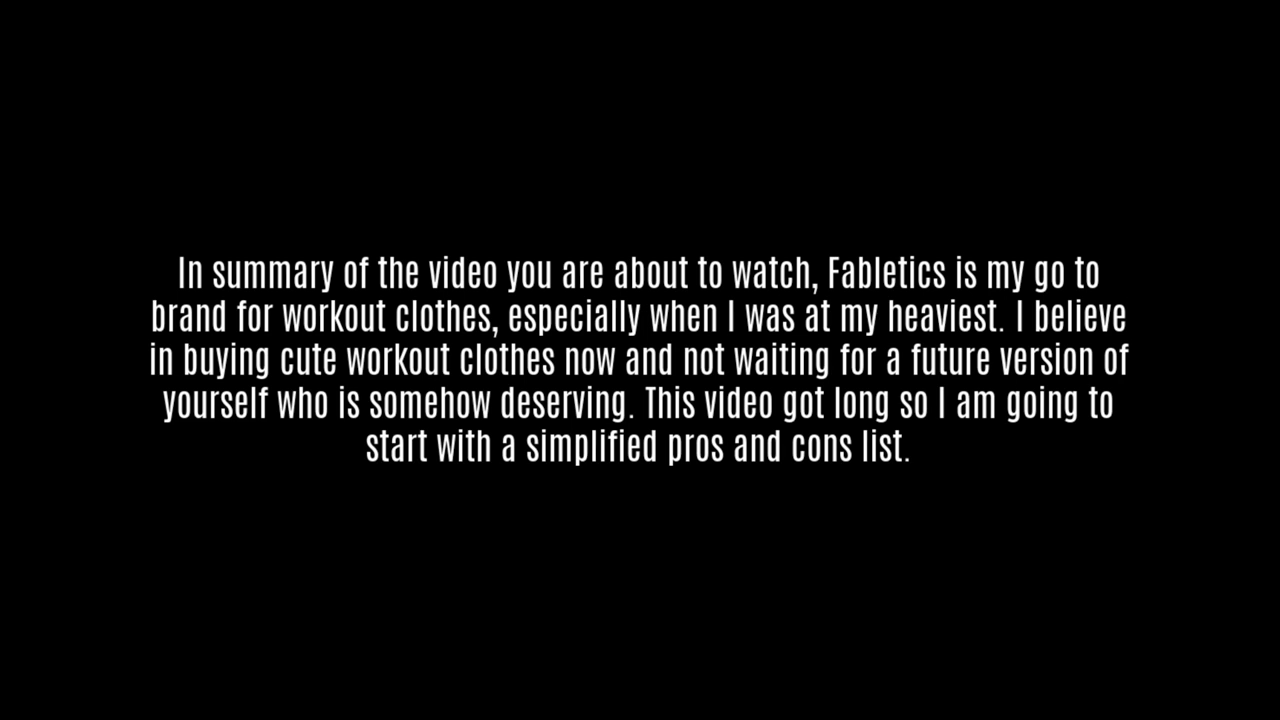 In summary of the video you are about to watch, Fabletics is my go to
brand for workout clothes, especially when I was at my heaviest. I believe
in buying cute workout clothes now and not waiting for a future version of
yourself who is somehow deserving. This video got long so I am going to
start with a simplified pros and cons list.